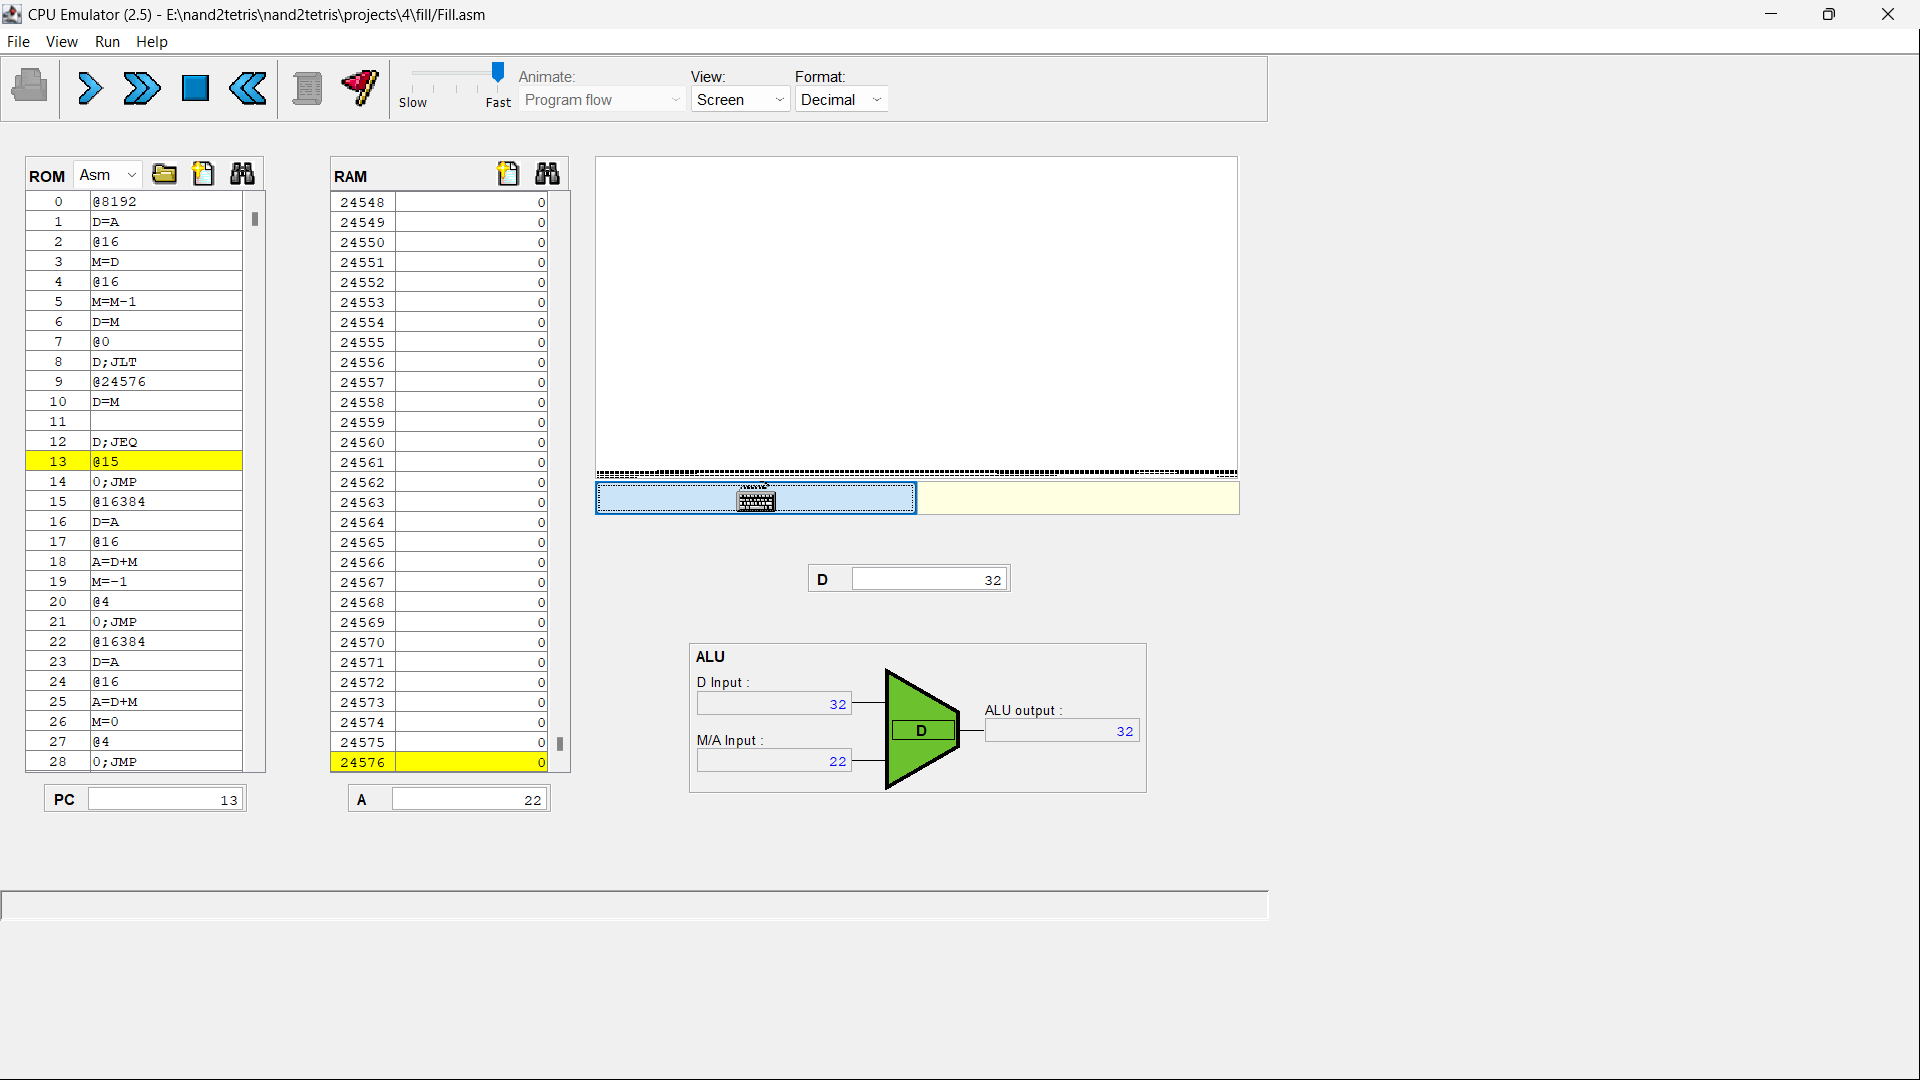 CPU Emulator (2.5) - E:\nand2tetris\nand2tetris\projects\4\fill/Fill.asm
File View Run Help
Slow Fast
Animate:
Program flow
View:
Screen
Format:
Decimal
ROM Asm
0 @8192
1 D=A
2 @16
3 M=D
4 @16
5 M=M-1
6 D=M
7 @0
8 D;JLT
9 @24576
10 D=M
11
12 D;JEQ
13 @15
14 0;JMP
15 @16384
16 D=A
17 @16
18 A=D+M
19 M=-1
20 @4
21 0;JMP
22 @16384
23 D=A
24 @16
25 A=D+M
26 M=0
27 @4
28 0;JMP
PC 13
RAM
24548 0
24549 0
24550 0
24551 0
24552 0
24553 0
24554 0
24555 0
24556 0
24557 0
24558 0
24559 0
24560 0
24561 0
24562 0
24563 0
24564 0
24565 0
24566 0
24567 0
24568 0
24569 0
24570 0
24571 0
24572 0
24573 0
24574 0
24575 0
24576 0
A 22
D 32
ALU
D Input :
32
M/A Input :
22
D
ALU output :
32